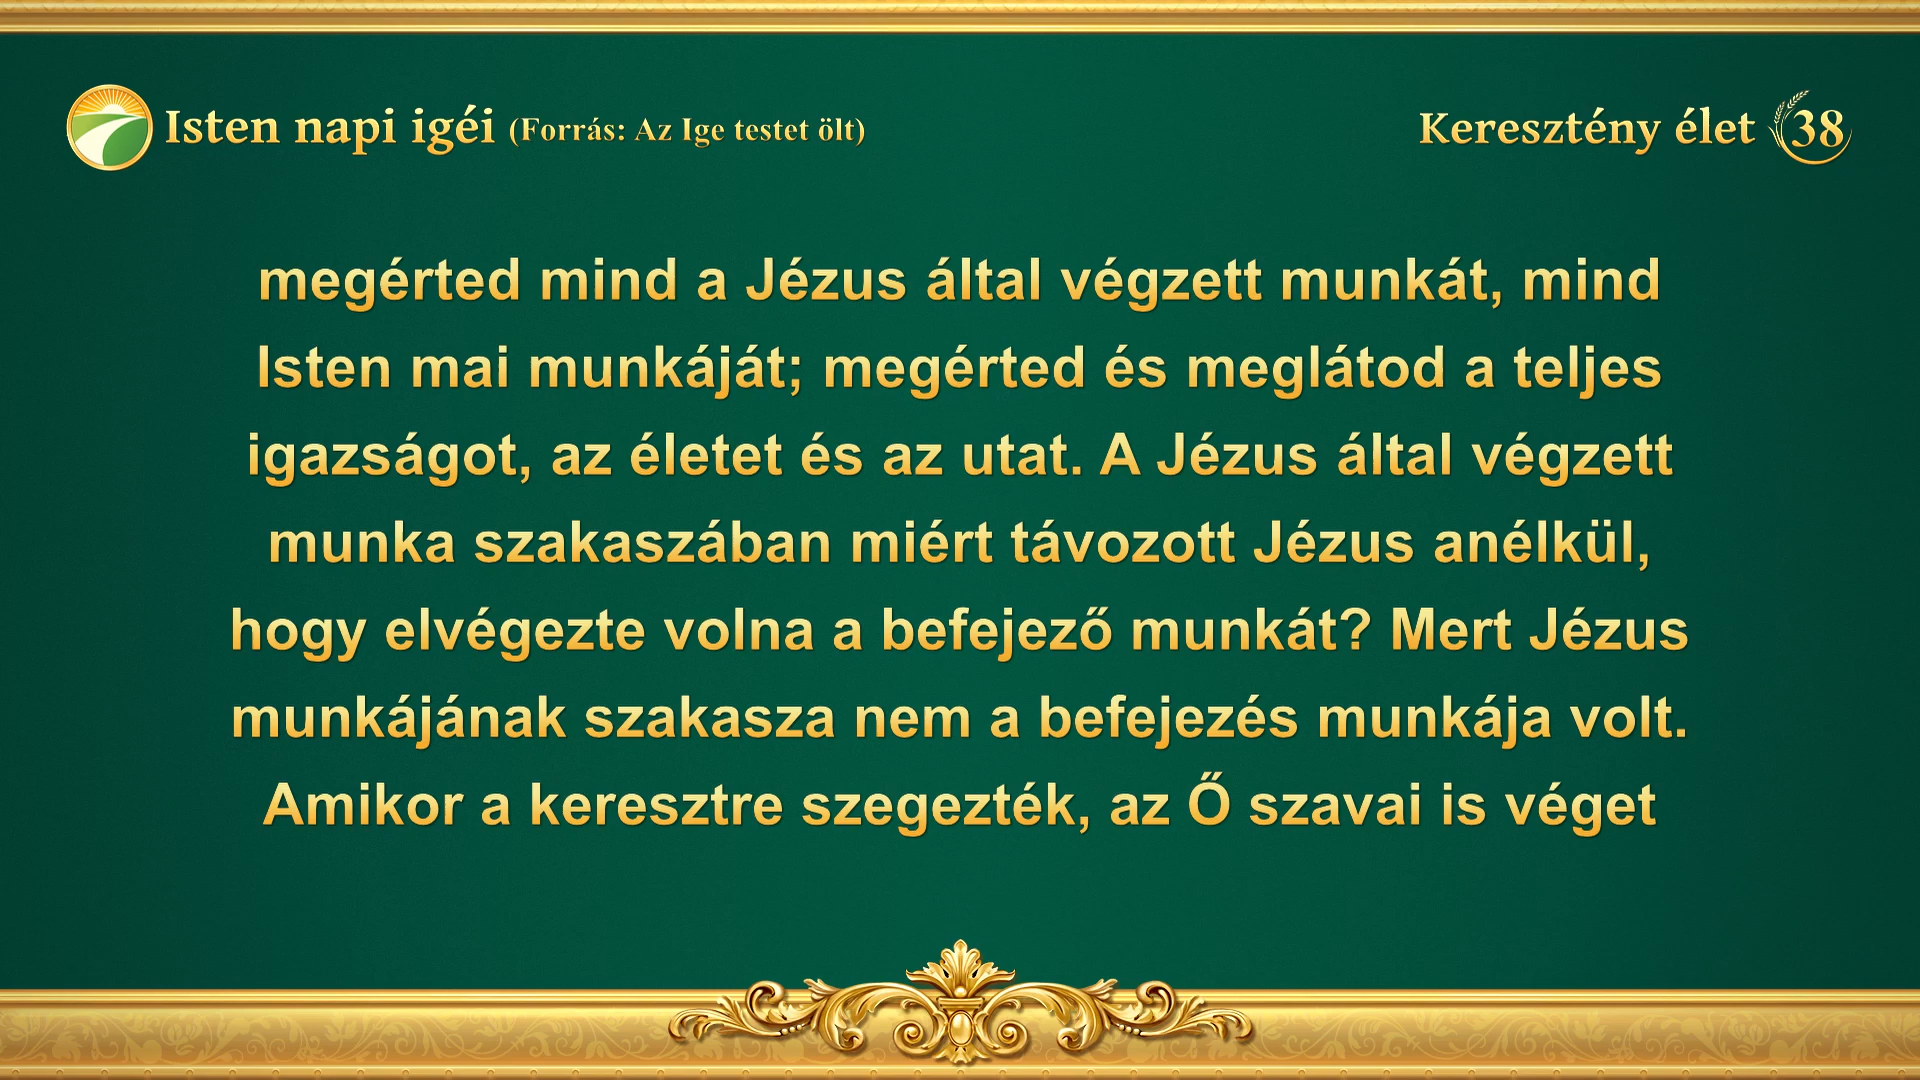 Isten napi igéi (Forrás: Az Ige testet ölt)
Keresztény élet 38
megérted mind a Jézus által végzett munkát, mind
Isten mai munkáját; megérted és meglátod a teljes
igazságot, az életet és az utat. A Jézus által végzett
munka szakaszában miért távozott Jézus anélkül,
hogy elvégezte volna a befejező munkát? Mert Jézus
munkájának szakasza nem a befejezés munkája volt.
Amikor a keresztre szegezték, az Ő szavai is véget